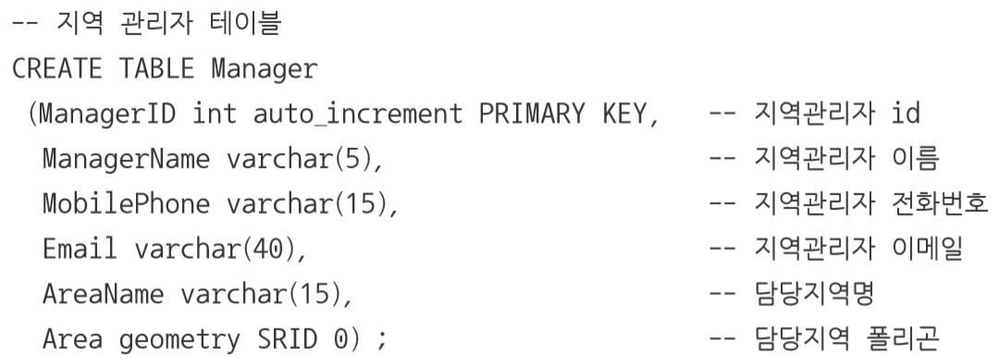 -- 지역 관리자 테이블
CREATE TABLE Manager
(ManagerID int auto_increment PRIMARY KEY, -- 지역관리자 id
ManagerName varchar(5), -- 지역관리자 이름
MobilePhone varchar(15), -- 지역관리자 전화번호
Email varchar(40), -- 지역관리자 이메일
AreaName varchar(15), -- 담당지역명
Area geometry SRID 0) ; -- 담당지역 폴리곤